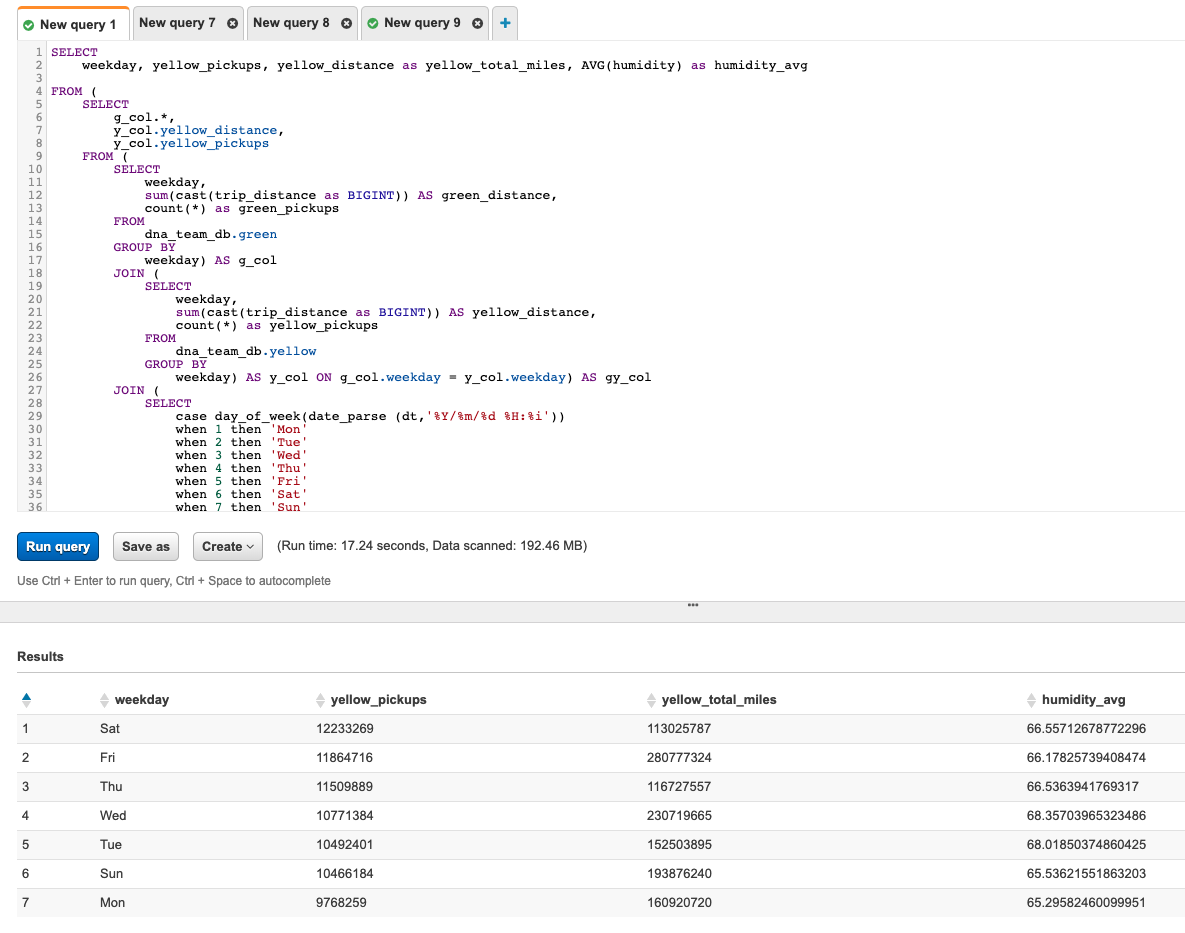 New query 1 New query 7 New query 8 New query 9 +
1 SELECT
2 weekday, yellow_pickups, yellow_distance as yellow_total_miles, AVG(humidity) as humidity_avg
3
4 FROM (
5 SELECT
6 g_col.*,
7 y_col.yellow_distance,
8 y_col.yellow_pickups
9 FROM (
10 SELECT
11 weekday,
12 sum(cast(trip_distance as BIGINT)) AS green_distance,
13 count(*) as green_pickups
14 FROM
15 dna_team_db.green
16 GROUP BY
17 weekday) AS g_col
18 JOIN (
19 SELECT
20 weekday,
21 sum(cast(trip_distance as BIGINT)) AS yellow_distance,
22 count(*) as yellow_pickups
23 FROM
24 dna_team_db.yellow
25 GROUP BY
26 weekday) AS y_col ON g_col.weekday = y_col.weekday) AS gy_col
27 JOIN (
28 SELECT
29 case day_of_week(date_parse (dt,'%Y/%m/%d %H:%i'))
30 when 1 then 'Mon'
31 when 2 then 'Tue'
32 when 3 then 'Wed'
33 when 4 then 'Thu'
34 when 5 then 'Fri'
35 when 6 then 'Sat'
36 when 7 then 'Sun'
Run query Save as Create (Run time: 17.24 seconds, Data scanned: 192.46 MB)
Use Ctrl + Enter to run query, Ctrl + Space to autocomplete
Results
weekday yellow_pickups yellow_total_miles humidity_avg
1 Sat 12233269 113025787 66.55712678772296
2 Fri 11864716 280777324 66.17825739408474
3 Thu 11509889 116727557 66.5363941769317
4 Wed 10771384 230719665 68.35703965323486
5 Tue 10492401 152503895 68.01850374860425
6 Sun 10466184 193876240 65.53621551863203
7 Mon 9768259 160920720 65.29582460099951